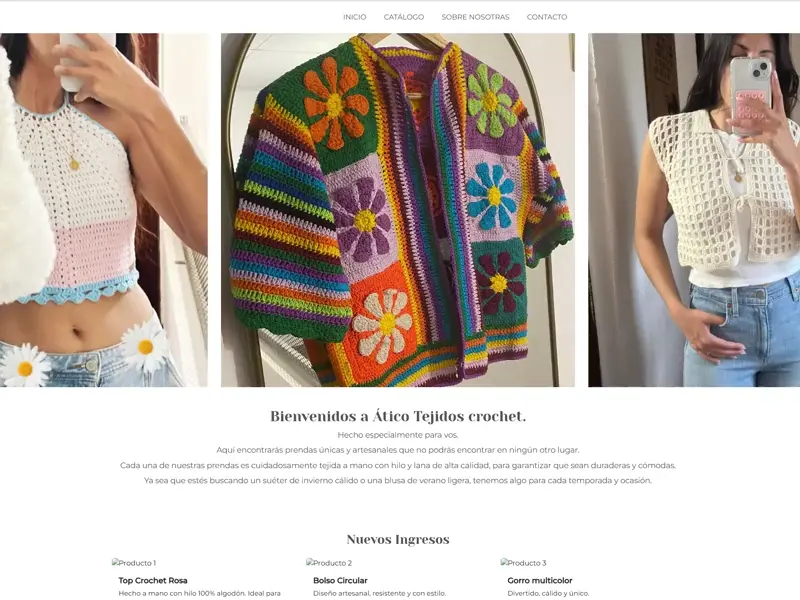 INICIO CATÁLOGO SOBRE NOSOTRAS CONTACTO
Bienvenidos a Ático Tejidos crochet.
Hecho especialmente para vos.
Aquí encontrarás prendas únicas y artesanales que no podrás encontrar en ningún otro lugar.
Cada una de nuestras prendas es cuidadosamente tejida a mano con hilo y lana de alta calidad, para garantizar que sean duraderas y cómodas.
Ya sea que estés buscando un suéter de invierno cálido o una blusa de verano ligera, tenemos algo para cada temporada y ocasión.
Nuevos Ingresos
Producto 1 Producto 2 Producto 3
Top Crochet Rosa Bolso Circular Gorro multicolor
Hecho a mano con hilo 100% algodón. Ideal para Diseño artesanal, resistente y con estilo. Divertido, cálido y único.